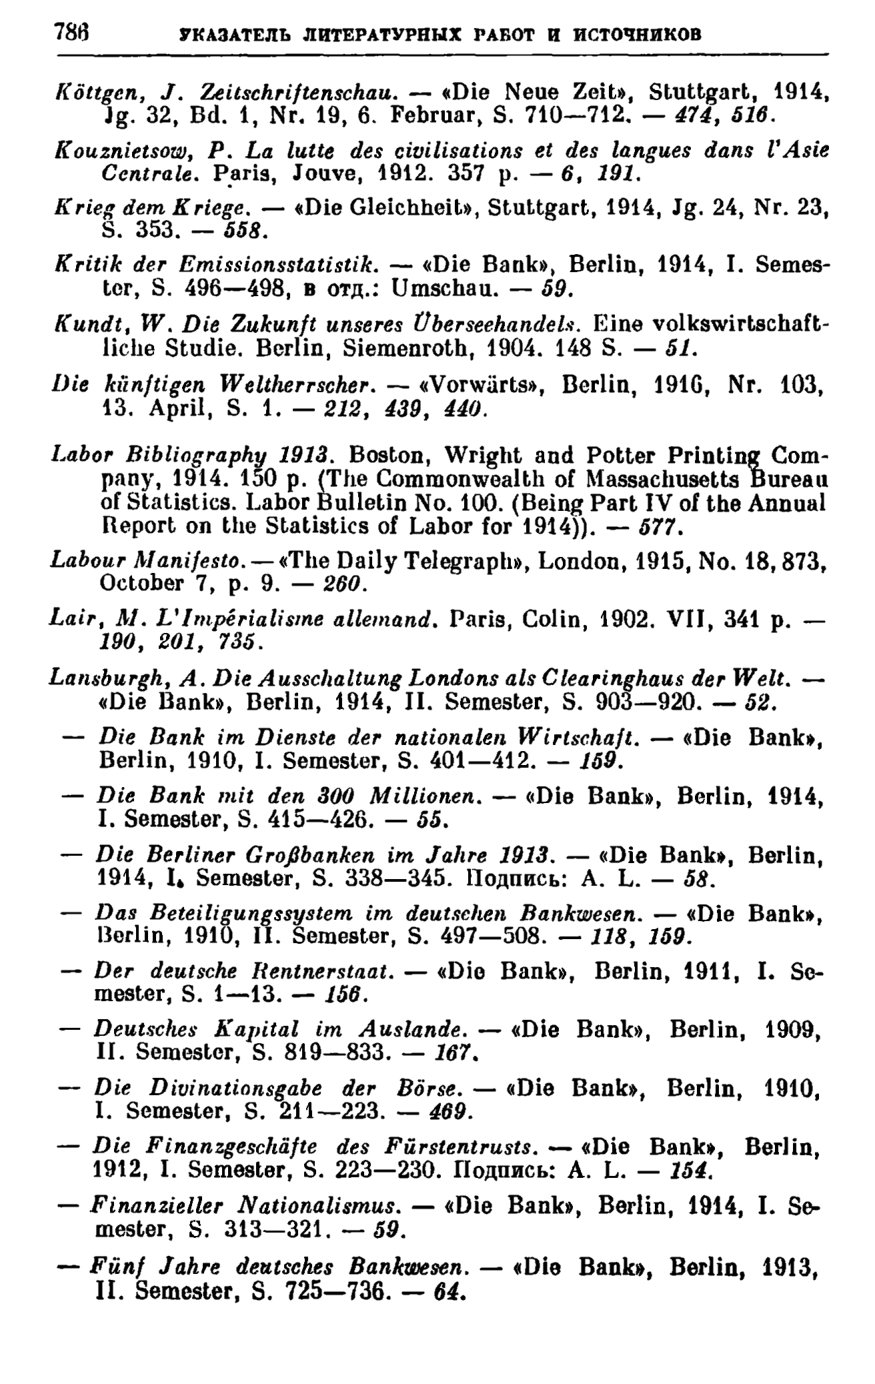 786 УКАЗАТЕЛЬ ЛИТЕРАТУРНЫХ РАБОТ И ИСТОЧНИКОВ
Köttgen, J. Zeitschriftenschau. — «Die Neue Zeit», Stuttgart, 1914,
Jg. 32, Bd. 1, Nr. 19, 6. Februar, S. 710—712. — 474, 516.
Kouznietsow, P. La lutte des civilisations et des langues dans l'Asie
Centrale. Paris, Jouve, 1912. 357 p. — 6, 191.
Krieg dem Kriege. — «Die Gleichheit», Stuttgart, 1914, Jg. 24, Nr. 23,
S. 353. — 558.
Kritik der Emissionsstatistik. — «Die Bank», Berlin, 1914, I. Semes-
ter, S. 496—498, в отд.: Umschau. — 59.
Kundt, W. Die Zukunft unseres Überseehandels. Eine volkswirtschaft-
liche Studie. Berlin, Siemenroth, 1904. 148 S. — 51.
Die künftigen Weltherrscher. — «Vorwärts», Berlin, 1916, Nr. 103,
13. April, S. 1. — 212, 439, 440.
Labor Bibliography 1913. Boston, Wright and Potter Printing Com-
pany, 1914. 150 p. (The Commonwealth of Massachusetts Bureau
of Statistics. Labor Bulletin No. 100. (Being Part IV of the Annual
Report on the Statistics of Labor for 1914)). — 577.
Labour Manifesto. — «The Daily Telegraph», London, 1915, No. 18,873,
October 7, p. 9. — 260.
Lair, M. L'Impérialisme allemand. Paris, Colin, 1902. VII, 341 p. —
190, 201, 735.
Lansburgh, A. Die Ausschaltung Londons als Clearinghaus der Welt. —
«Die Bank», Berlin, 1914, II. Semester, S. 903—920. — 52.
— Die Bank im Dienste der nationalen Wirtschaft. — «Die Bank»,
Berlin, 1910, I. Semester, S. 401—412. — 159.
— Die Bank mit den 300 Millionen. — «Die Bank», Berlin, 1914,
I. Semester, S. 415—426. — 55.
— Die Berliner Großbanken im Jahre 1913. — «Die Bank», Berlin,
1914, I. Semester, S. 338—345. Подпись: A. L. — 58.
— Das Beteiligungssystem im deutschen Bankwesen. — «Die Bank»,
Berlin, 1910, II. Semester, S. 497—508. — 118, 159.
— Der deutsche Rentnerstaat. — «Die Bank», Berlin, 1911, I. Se-
mester, S. 1—13. — 156.
— Deutsches Kapital im Auslande. — «Die Bank», Berlin, 1909,
II. Semester, S. 819—833. — 167.
— Die Divinationsgabe der Börse. — «Die Bank», Berlin, 1910,
I. Semester, S. 211—223. — 469.
— Die Finanzgeschäfte des Fürstentrusts. — «Die Bank», Berlin,
1912, I. Semester, S. 223—230. Подпись: A. L. — 154.
— Finanzieller Nationalismus. — «Die Bank», Berlin, 1914, I. Se-
mester, S. 313—321. — 59.
— Fünf Jahre deutsches Bankwesen. — «Die Bank», Berlin, 1913,
II. Semester, S. 725—736. — 64.